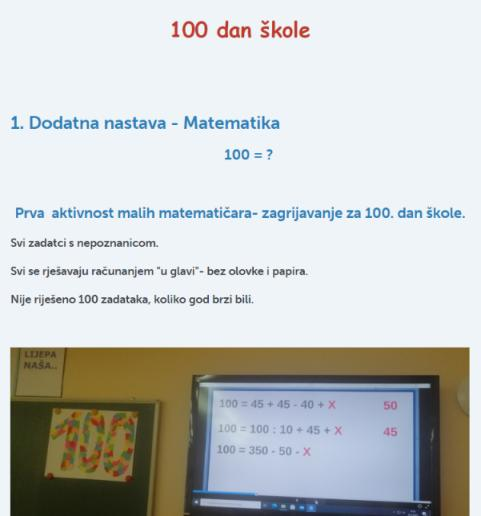 100 dan škole
1. Dodatna nastava - Matematika
100 = ?
Prva aktivnost malih matematičara- zagrijavanje za 100. dan škole.
Svi zadatci s nepoznanicom.
Svi se rješavaju računanjem "u glavi"- bez olovke i papira.
Nije riješeno 100 zadataka, koliko god brzi bili.
LIJEPA
NAŠA..
100
100 = 45 + 45 - 40 + X 50
100 = 100 : 10 + 45 + X 45
100 = 350 - 50 - X